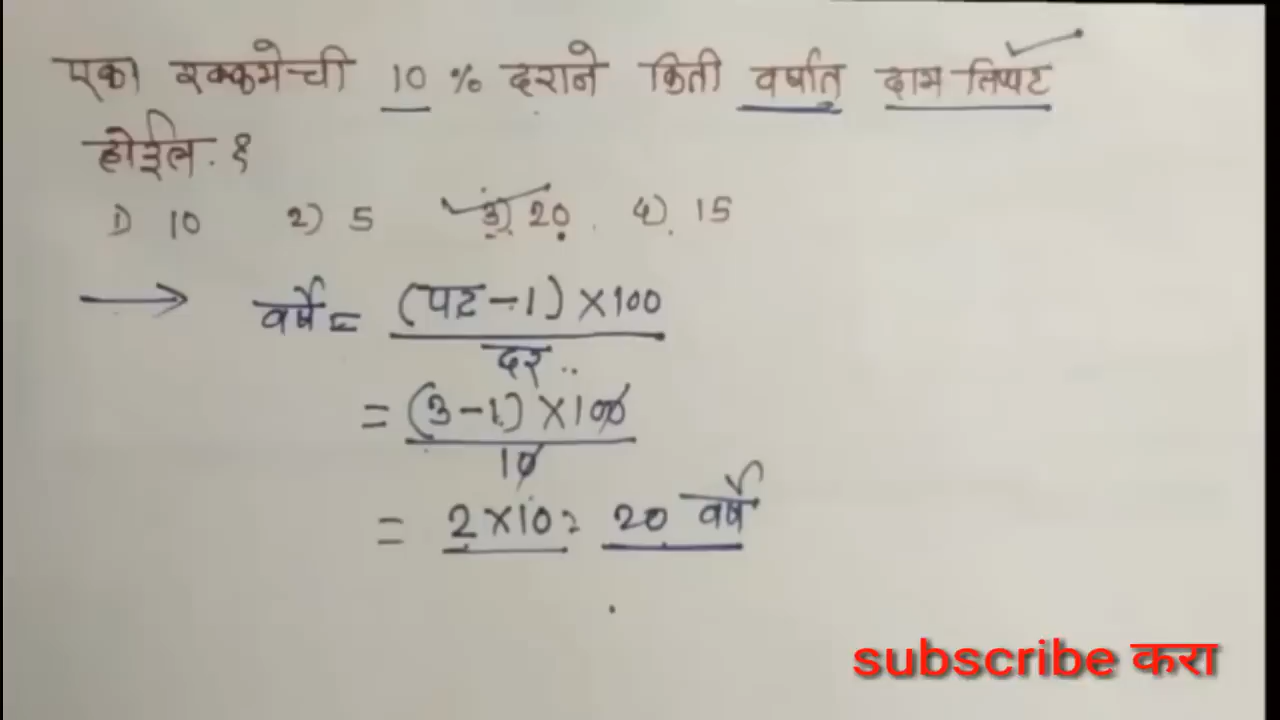 एका रक्कमेची 10 % दराने किती वर्षात दाम तिप्पट
होईल. ?
1) 10 2) 5 3) 20 4) 15
→ वर्षे = (पट - 1) × 100
दर
= (3 - 1) × 100
10
= 2 × 10 = 20 वर्षे
subscribe करा